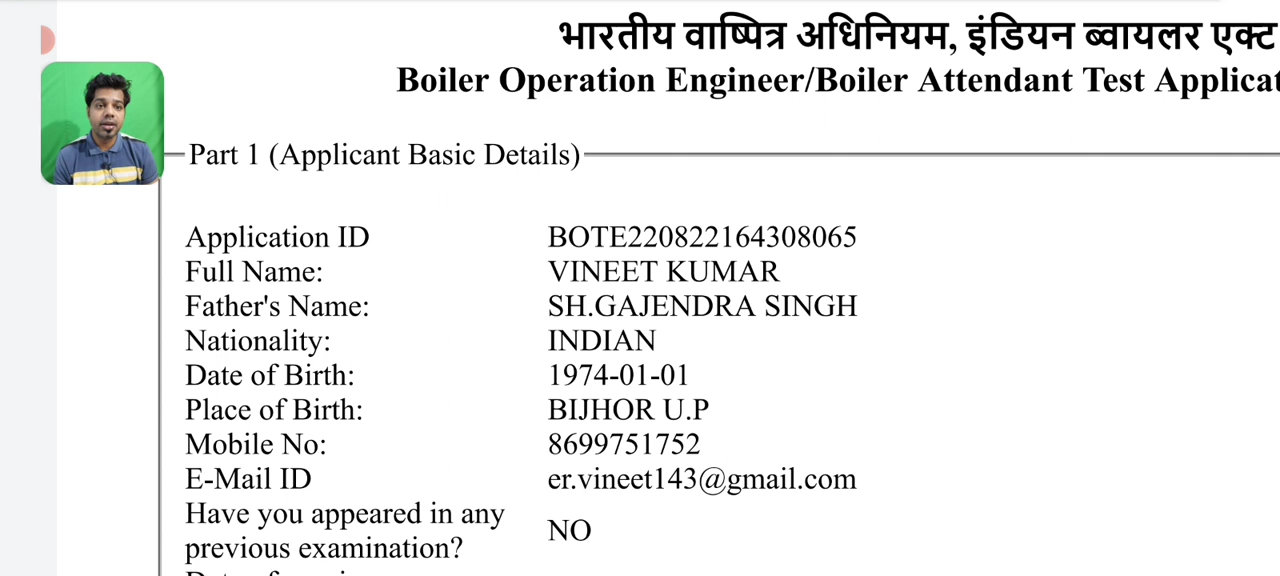 भारतीय वाष्पित्र अधिनियम, इंडियन ब्वायलर एक्ट
Boiler Operation Engineer/Boiler Attendant Test Applicat
Part 1 (Applicant Basic Details)
Application ID BOTE220822164308065
Full Name: VINEET KUMAR
Father's Name: SH.GAJENDRA SINGH
Nationality: INDIAN
Date of Birth: 1974-01-01
Place of Birth: BIJHOR U.P
Mobile No: 8699751752
E-Mail ID er.vineet143@gmail.com
Have you appeared in any
previous examination? NO